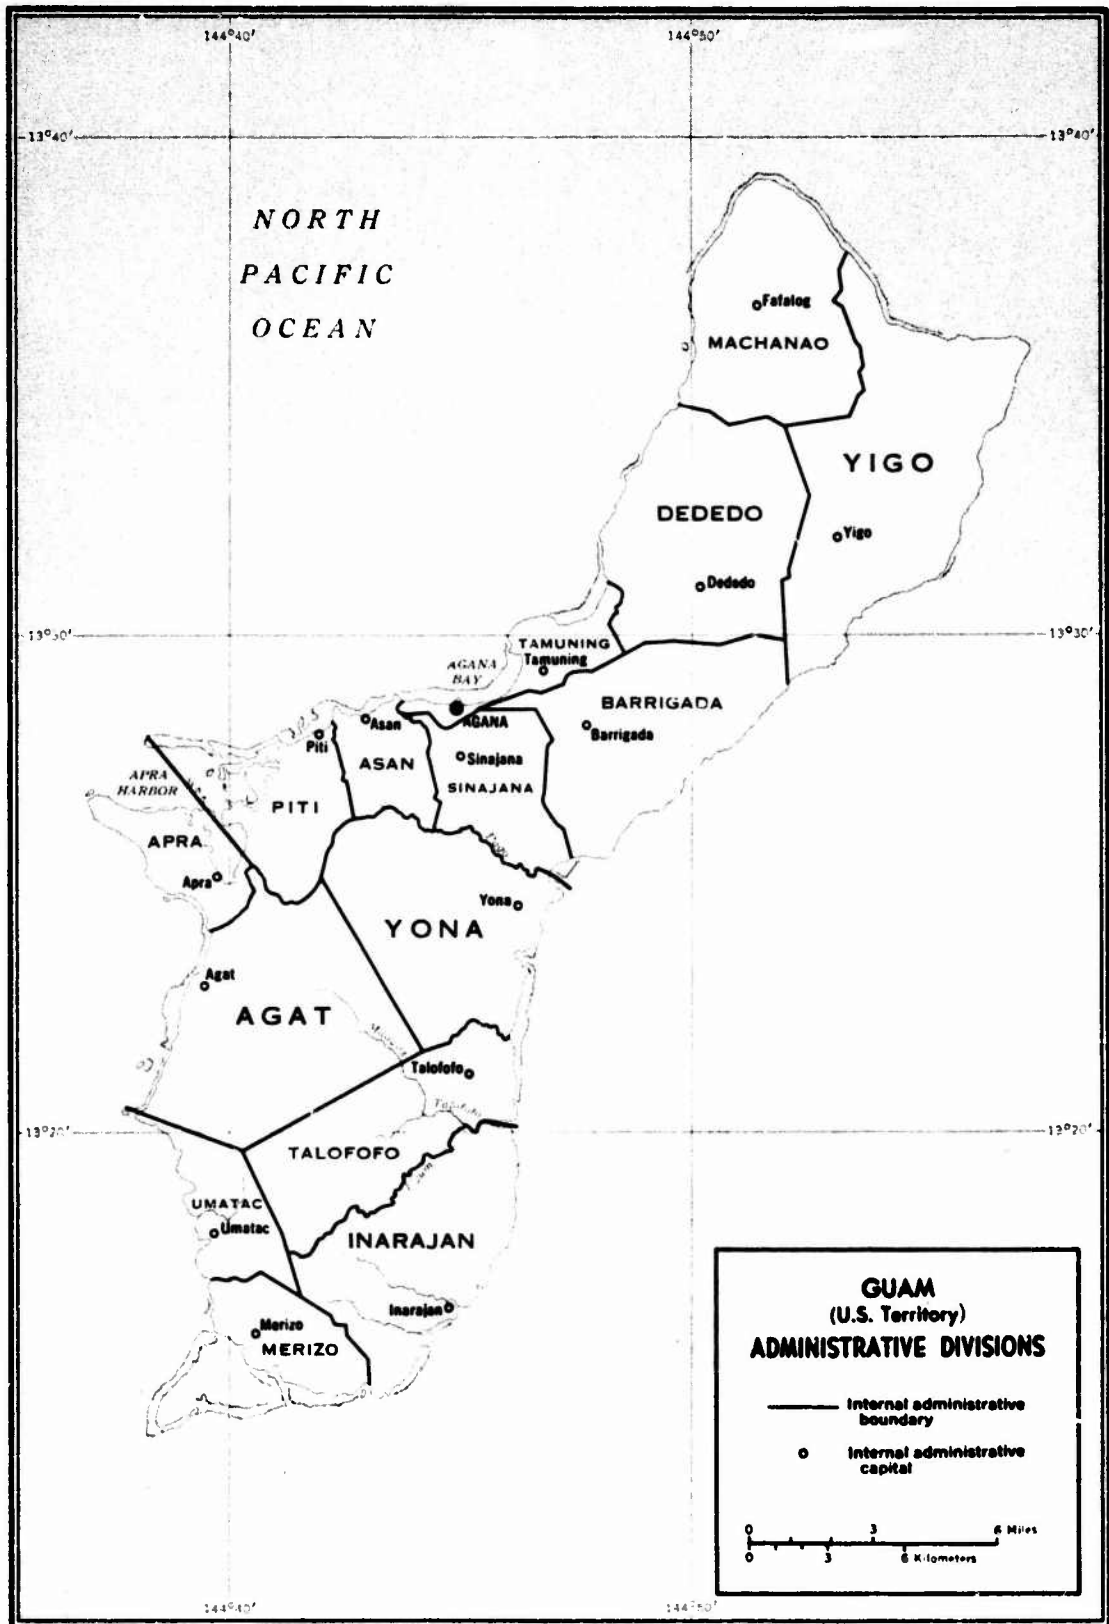 144°40'
144°50'
13°40'
13°40'
NORTH
PACIFIC
OCEAN
Fafalog
MACHANAO
YIGO
DEDEDO
Yigo
Dededo
13°30'
13°30'
TAMUNING
Tamuning
AGANA
BAY
BARRIGADA
Barrigada
AGANA
Asan
Piti
ASAN
Sinajana
SINAJANA
APRA
HARBOR
PITI
APRA
Apra
Yona
YONA
Agat
AGAT
Talofofo
13°20'
13°20'
TALOFOFO
UMATAC
Umatac
INARAJAN
Inarajan
Merizo
MERIZO
GUAM
(U.S. Territory)
ADMINISTRATIVE DIVISIONS
Internal administrative
boundary
Internal administrative
capital
0 3 6 Miles
0 3 6 Kilometers
144°40'
144°50'